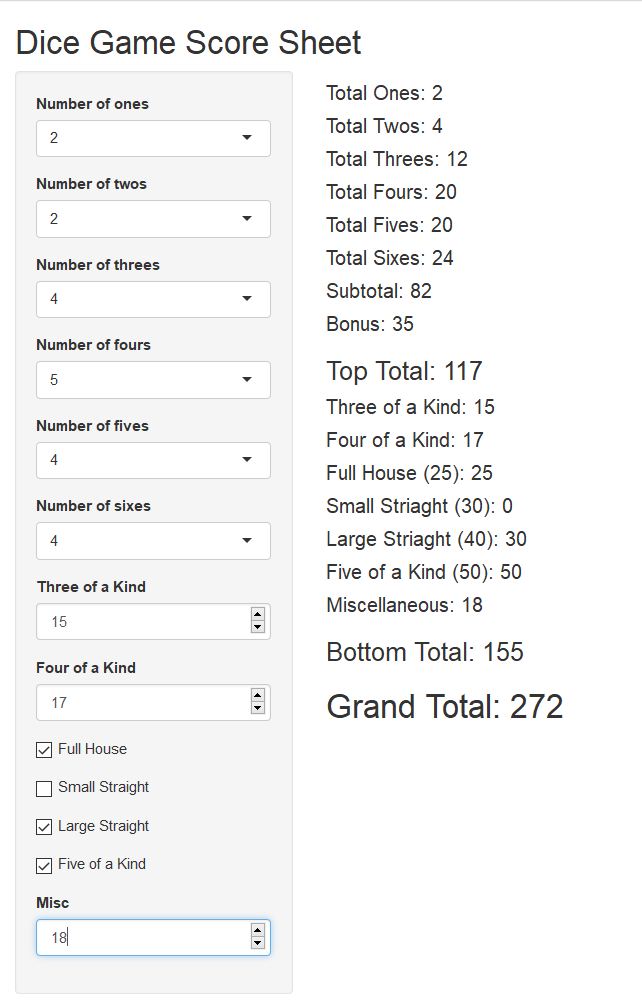 Dice Game Score Sheet
Number of ones
2
Number of twos
2
Number of threes
4
Number of fours
5
Number of fives
4
Number of sixes
4
Three of a Kind
15
Four of a Kind
17
Full House
Small Straight
Large Straight
Five of a Kind
Misc
18
Total Ones: 2
Total Twos: 4
Total Threes: 12
Total Fours: 20
Total Fives: 20
Total Sixes: 24
Subtotal: 82
Bonus: 35
Top Total: 117
Three of a Kind: 15
Four of a Kind: 17
Full House (25): 25
Small Striaght (30): 0
Large Striaght (40): 30
Five of a Kind (50): 50
Miscellaneous: 18
Bottom Total: 155
Grand Total: 272